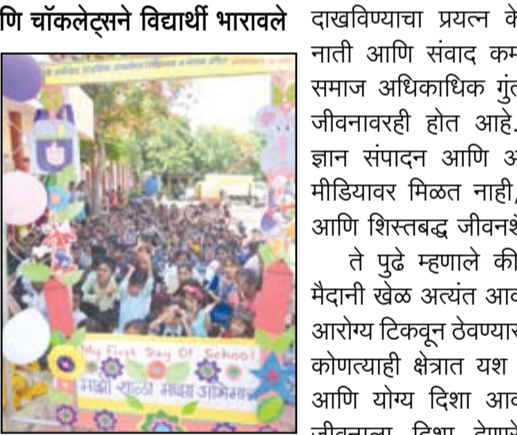 णि चॉकलेट्सने विद्यार्थी भारावले
My First Day Of School
माझी शाळा माझा अभिमान
दाखविण्याचा प्रयत्न के
नाती आणि संवाद कम
समाज अधिकाधिक गुंत
जीवनावरही होत आहे.
ज्ञान संपादन आणि अ
मीडियावर मिळत नाही,
आणि शिस्तबद्ध जीवनशै
ते पुढे म्हणाले की
मैदानी खेळ अत्यंत आव
आरोग्य टिकवून ठेवण्यास
कोणत्याही क्षेत्रात यश
आणि योग्य दिशा आव
जीवनाला दिशा देणारे